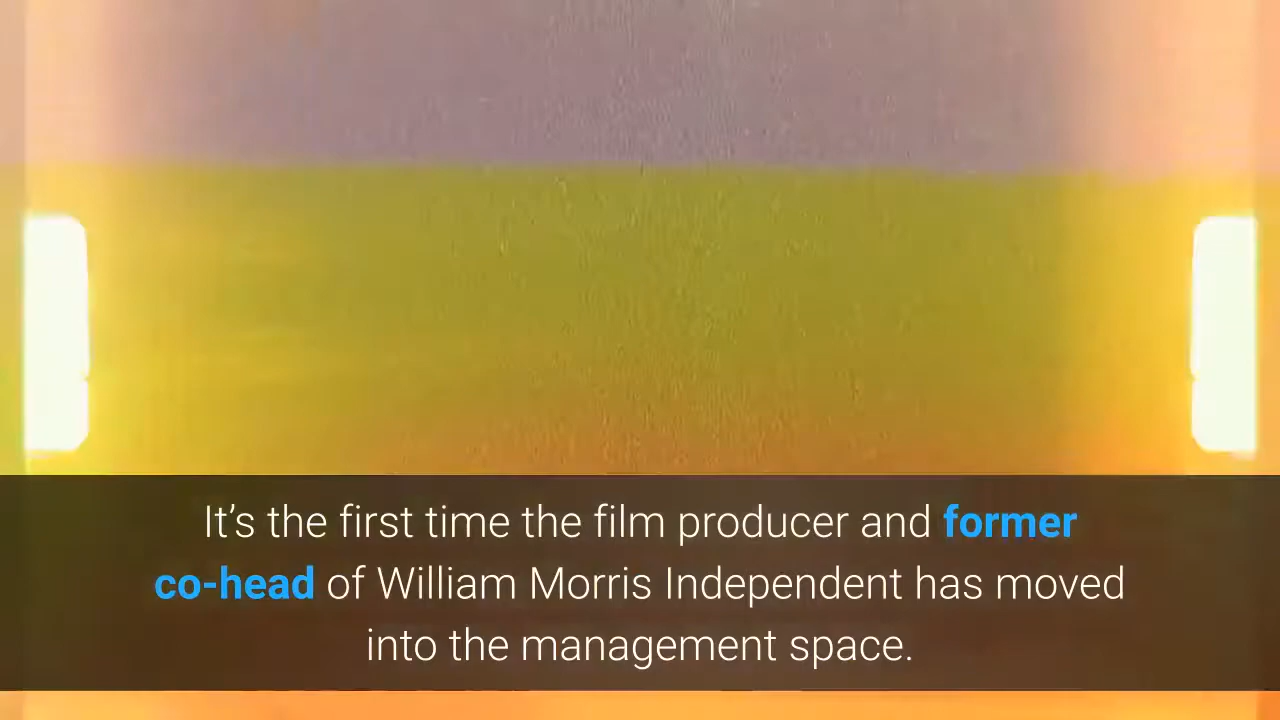 It’s the first time the film producer and former
co-head of William Morris Independent has moved
into the management space.